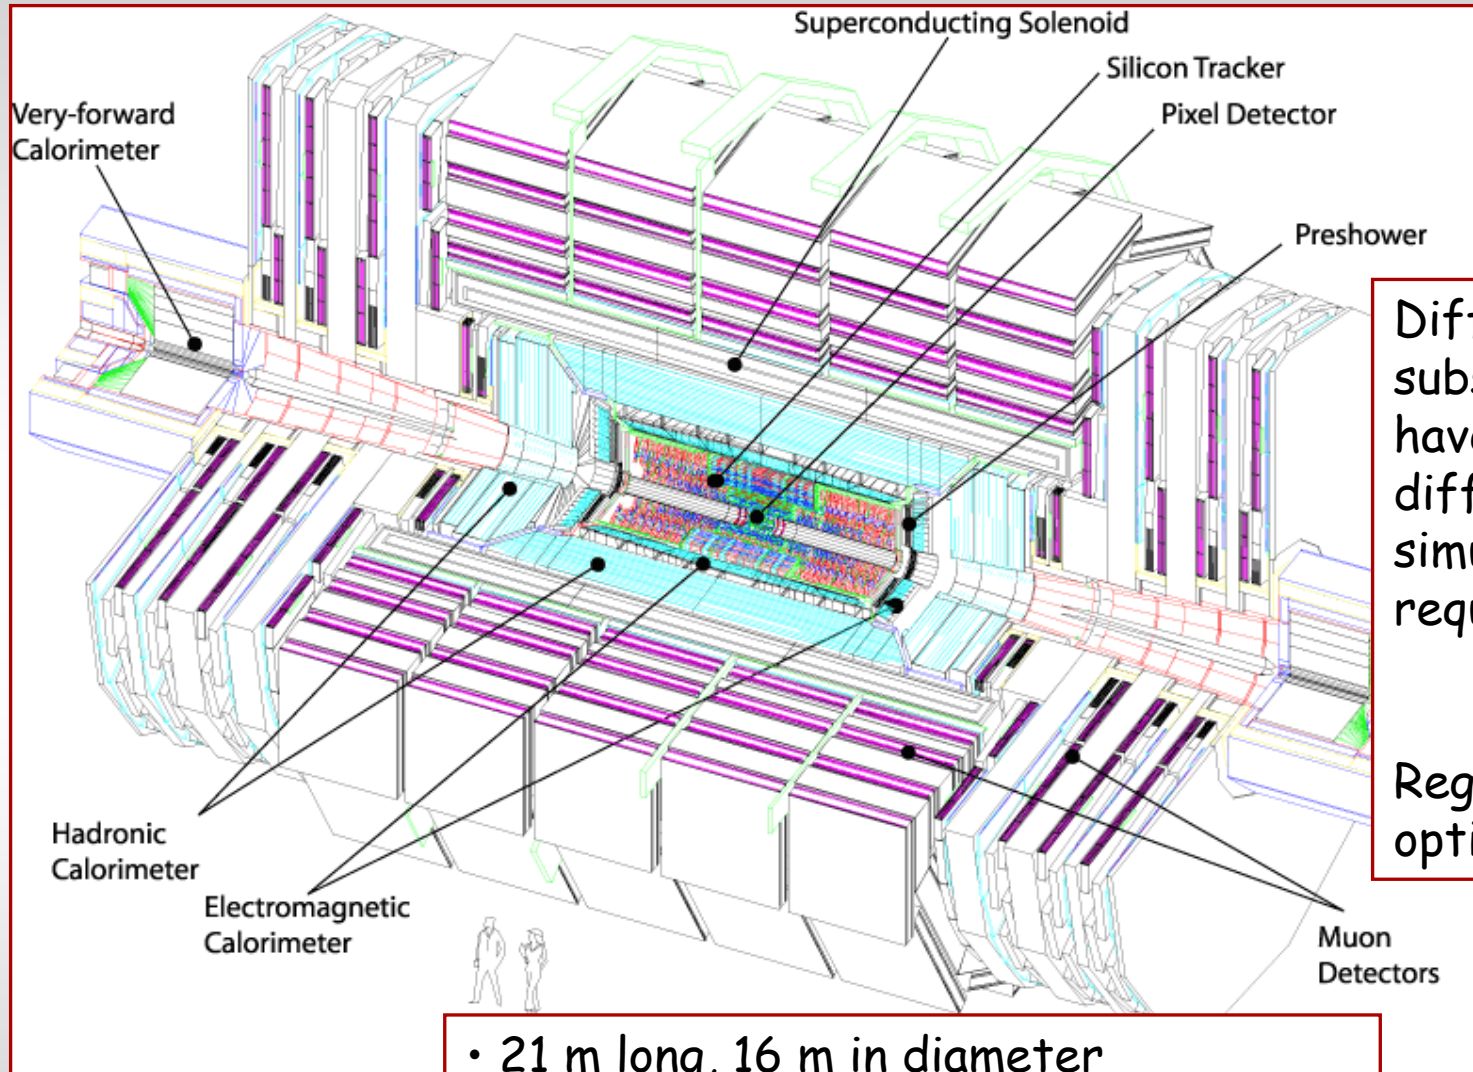 Superconducting Solenoid
Silicon Tracker
Pixel Detector
Very-forward
Calorimeter
Preshower
Hadronic
Calorimeter
Electromagnetic
Calorimeter
Muon
Detectors
• 21 m long, 16 m in diameter